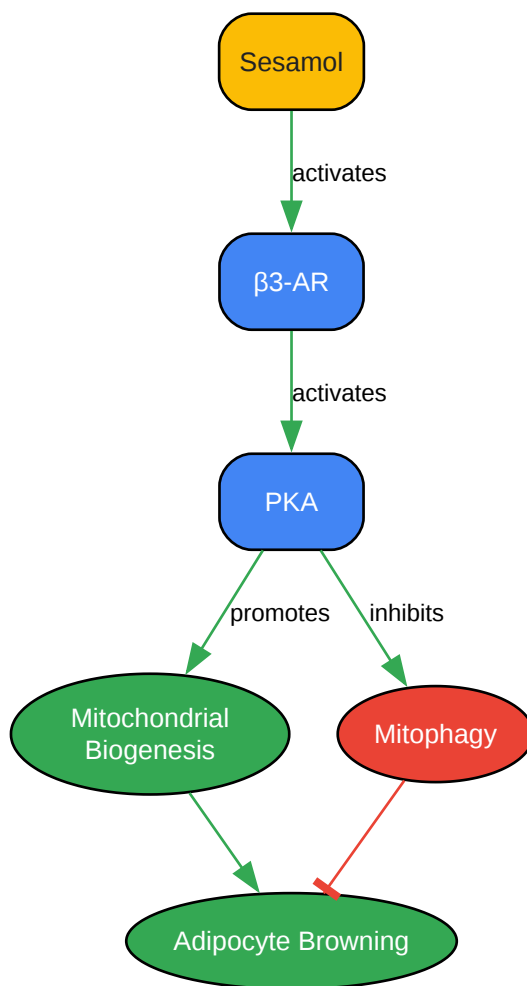 Sesamol
activates
β3-AR
activates
PKA
promotes
inhibits
Mitochondrial
Biogenesis
Mitophagy
Adipocyte Browning